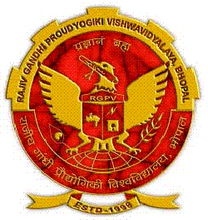 RAJIV GANDHI PROUDYOGIKI VISHWAVIDYALAYA BHOPAL
प्रज्ञानं ब्रह्म
RGPV
राजीव गांधी प्रौद्योगिकी विश्वविद्यालय, भोपाल
ESTD-1998